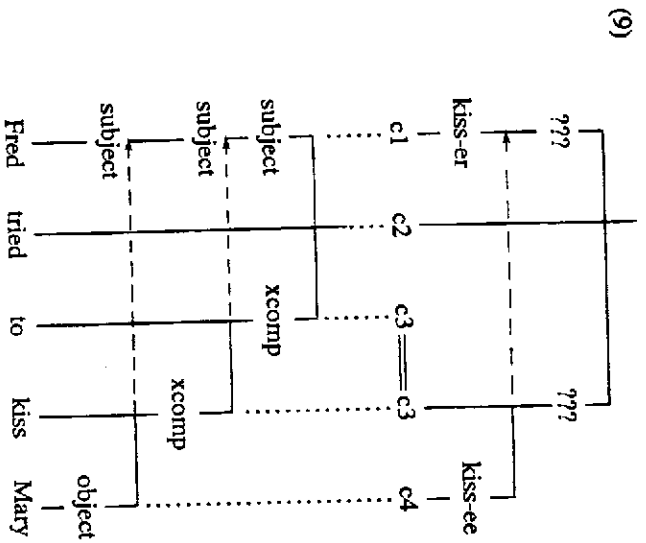 ??? ???
kiss-er kiss-ee
c1 c2 c3 c3 c4
subject xcomp
subject xcomp
subject object
Fred tried to kiss Mary
(9)